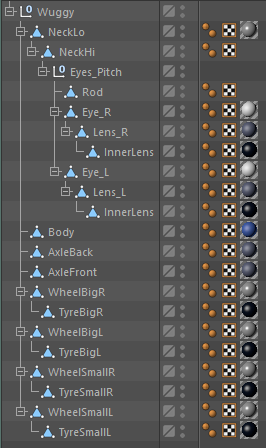 Wuggy
NeckLo
NeckHi
Eyes_Pitch
Rod
Eye_R
Lens_R
InnerLens
Eye_L
Lens_L
InnerLens
Body
AxleBack
AxleFront
WheelBigR
TyreBigR
WheelBigL
TyreBigL
WheelSmallR
TyreSmallR
WheelSmallL
TyreSmallL